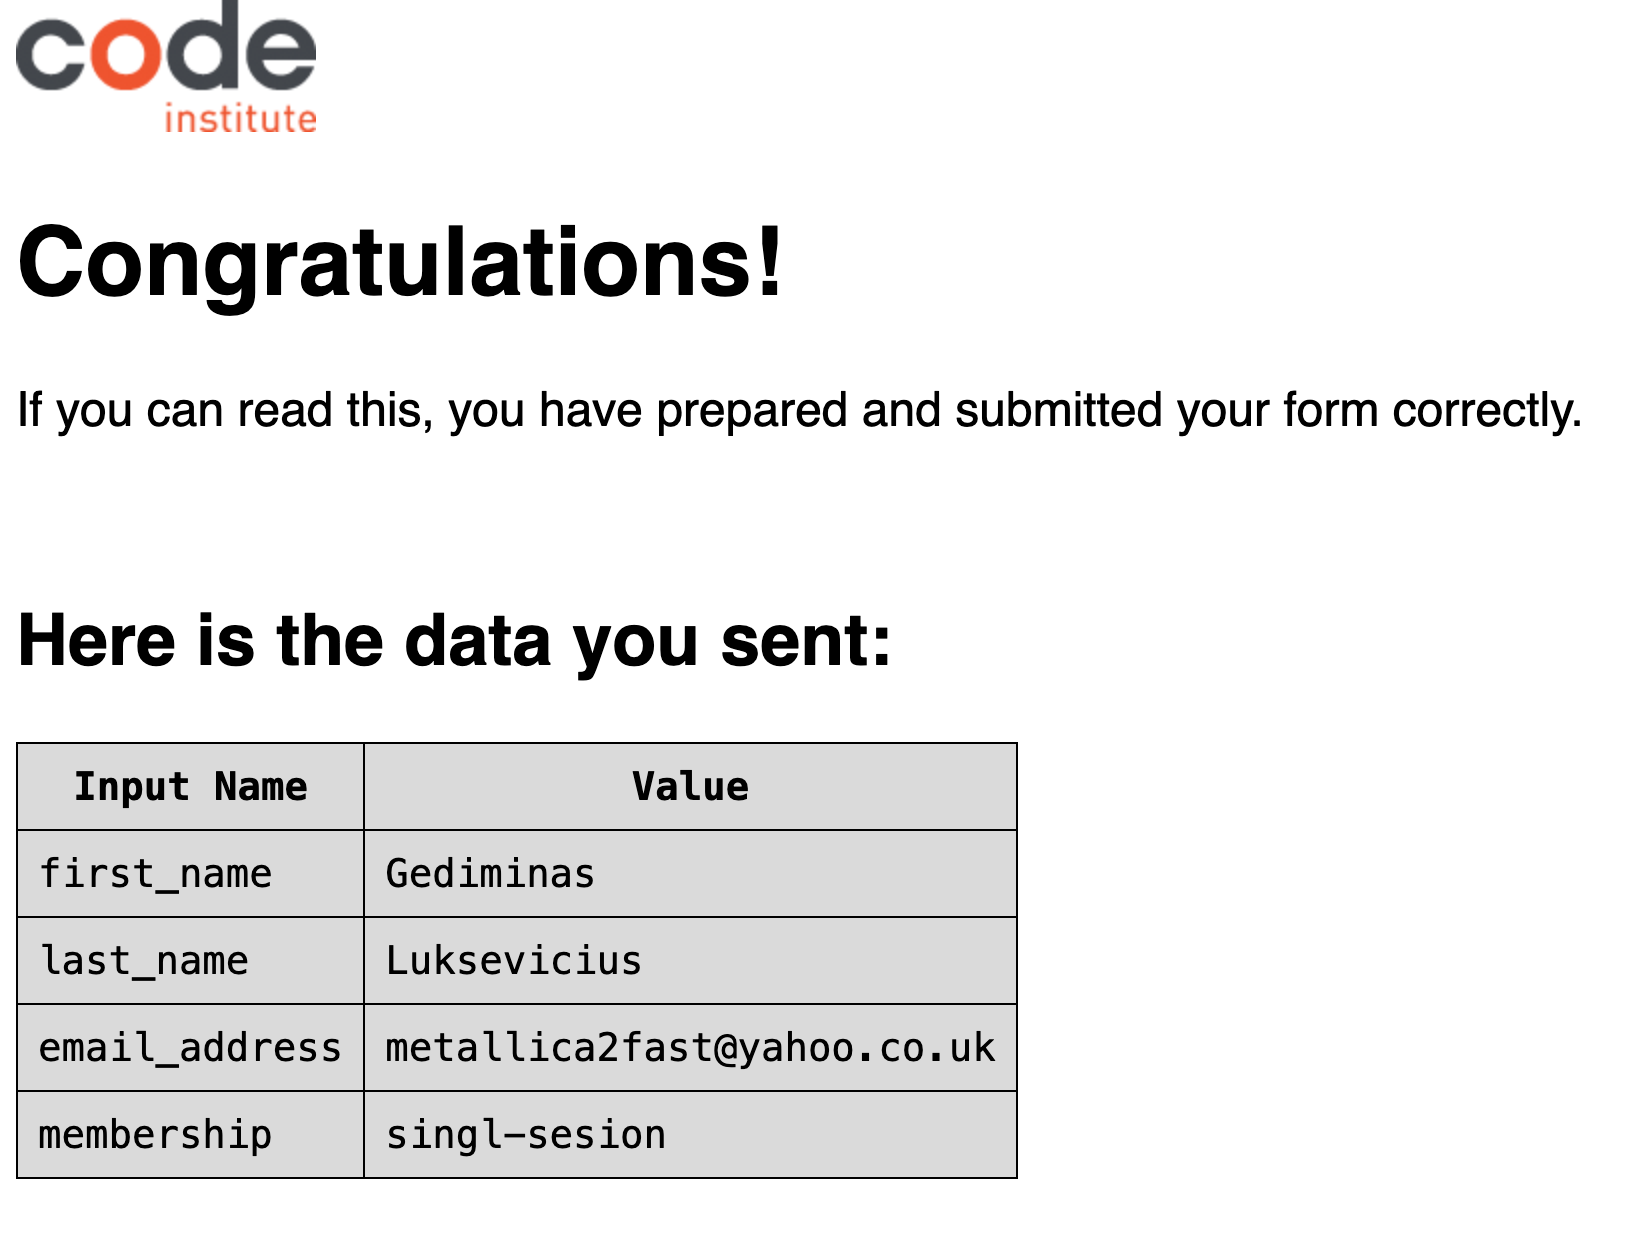 code
institute
Congratulations!
If you can read this, you have prepared and submitted your form correctly.
Here is the data you sent:
Input Name Value
first_name Gediminas
last_name Luksevicius
email_address metallica2fast@yahoo.co.uk
membership singl-sesion